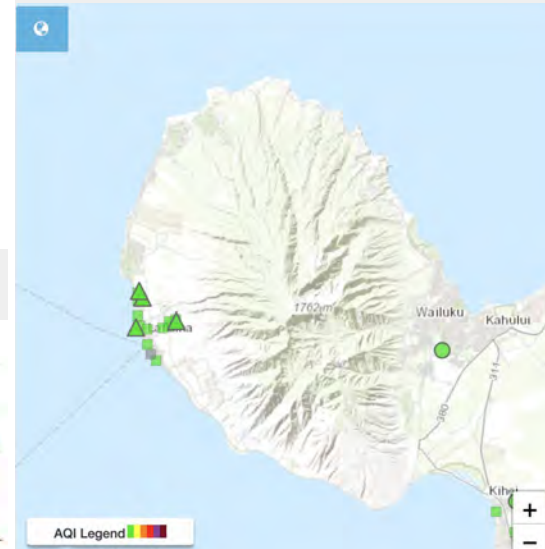 1762 m
Wailuku
Kahului
380
311
Kihei
+
AQI Legend
−